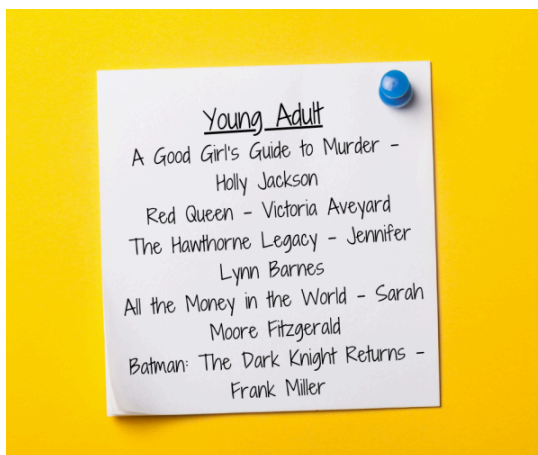 Young Adult
A Good Girl's Guide to Murder -
Holly Jackson
Red Queen - Victoria Aveyard
The Hawthorne Legacy - Jennifer
Lynn Barnes
All the Money in the World - Sarah
Moore Fitzgerald
Batman: The Dark Knight Returns -
Frank Miller